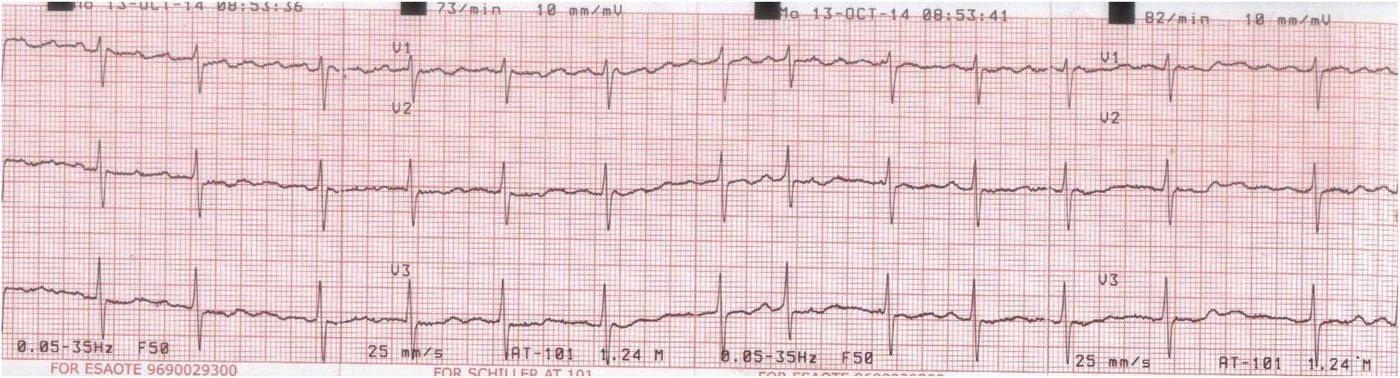 Mo 13-OCT-14 08:53:36 73/min 10 mm/mV Mo 13-OCT-14 08:53:41 82/min 10 mm/mV
V1 V1
V2 V2
V3 V3
0.05-35Hz F50 25 mm/s AT-101 1.24 M 0.05-35Hz F50 25 mm/s AT-101 1.24 M
FOR ESAOTE 9690029300 FOR SCHILLER AT 101